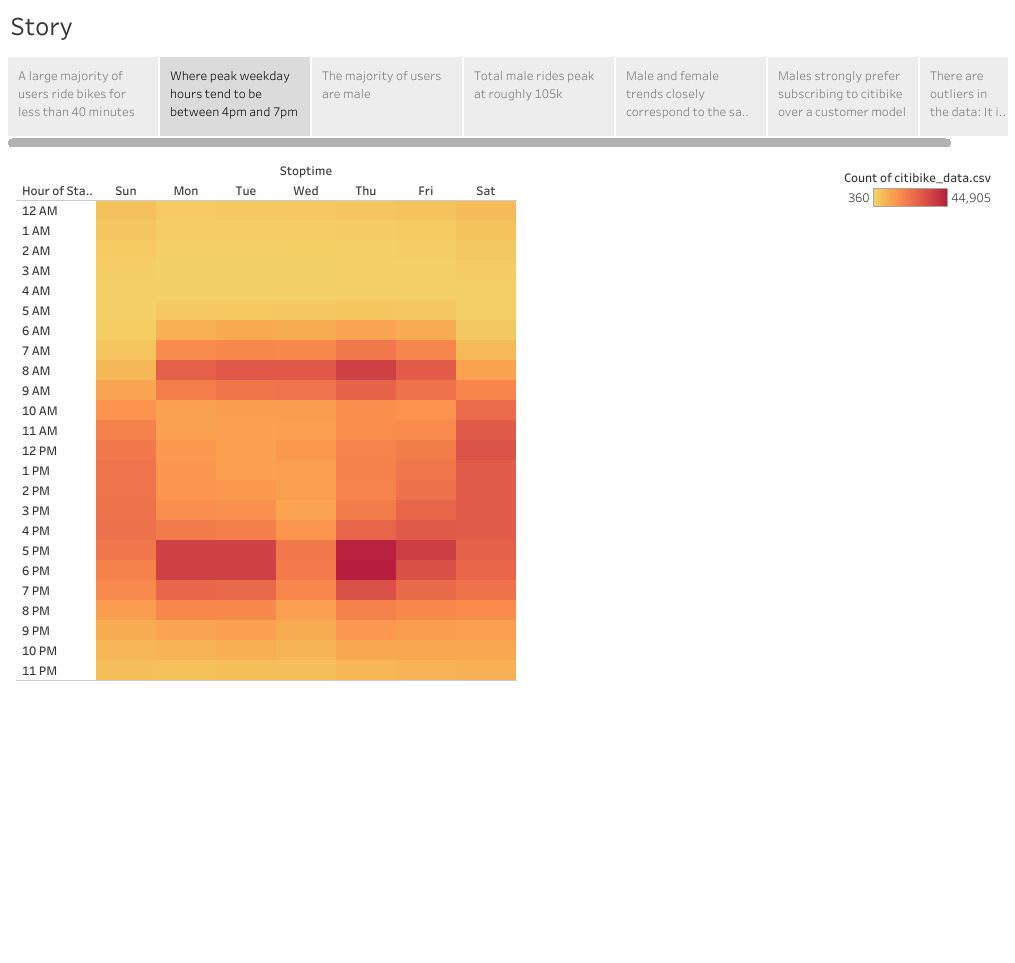 Story
A large majority of
users ride bikes for
less than 40 minutes
Where peak weekday
hours tend to be
between 4pm and 7pm
The majority of users
are male
Total male rides peak
at roughly 105k
Male and female
trends closely
correspond to the sa..
Males strongly prefer
subscribing to citibike
over a customer model
There are
outliers in
the data: It i..
Stoptime
Hour of Sta.. Sun Mon Tue Wed Thu Fri Sat
12 AM
1 AM
2 AM
3 AM
4 AM
5 AM
6 AM
7 AM
8 AM
9 AM
10 AM
11 AM
12 PM
1 PM
2 PM
3 PM
4 PM
5 PM
6 PM
7 PM
8 PM
9 PM
10 PM
11 PM
Count of citibike_data.csv
360 44,905